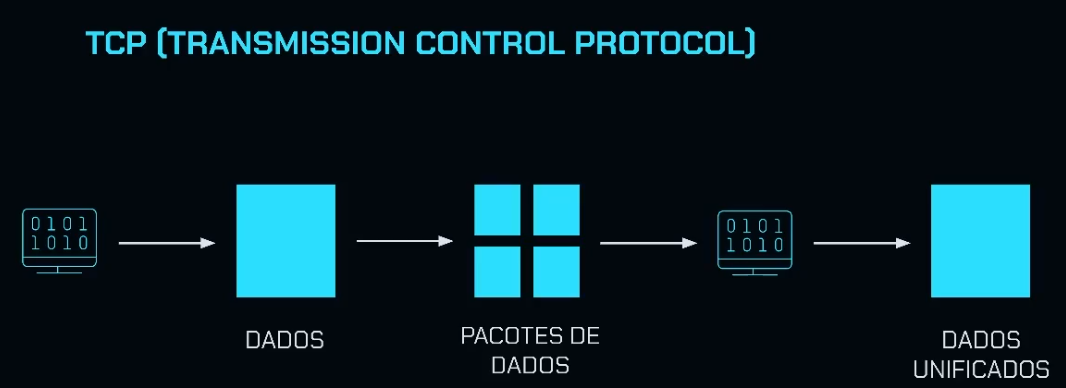 TCP (TRANSMISSION CONTROL PROTOCOL)
0101
1010
0101
1010
DADOS
PACOTES DE
DADOS
DADOS
UNIFICADOS